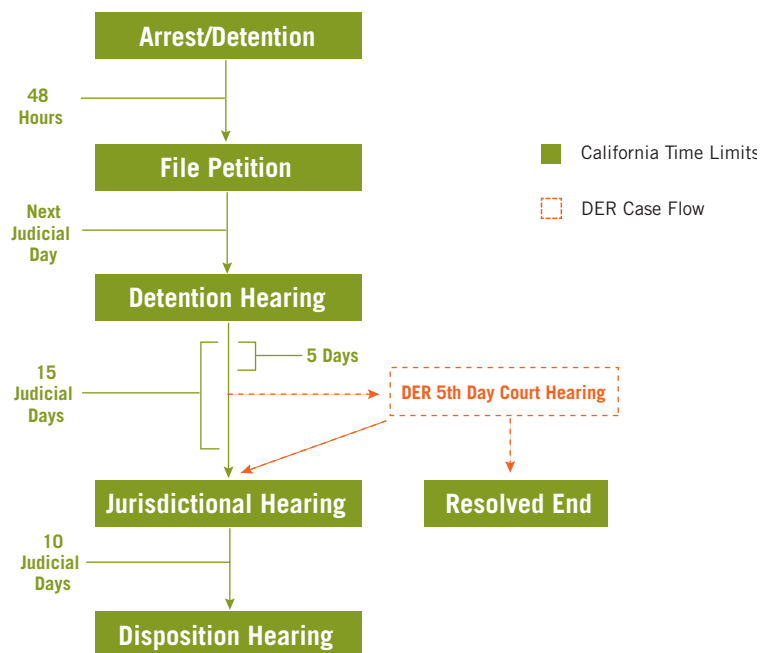 Arrest/Detention
48
Hours
File Petition
California Time Limits
DER Case Flow
Next
Judicial
Day
Detention Hearing
5 Days
15
Judicial
Days
DER 5th Day Court Hearing
Jurisdictional Hearing
Resolved End
10
Judicial
Days
Disposition Hearing